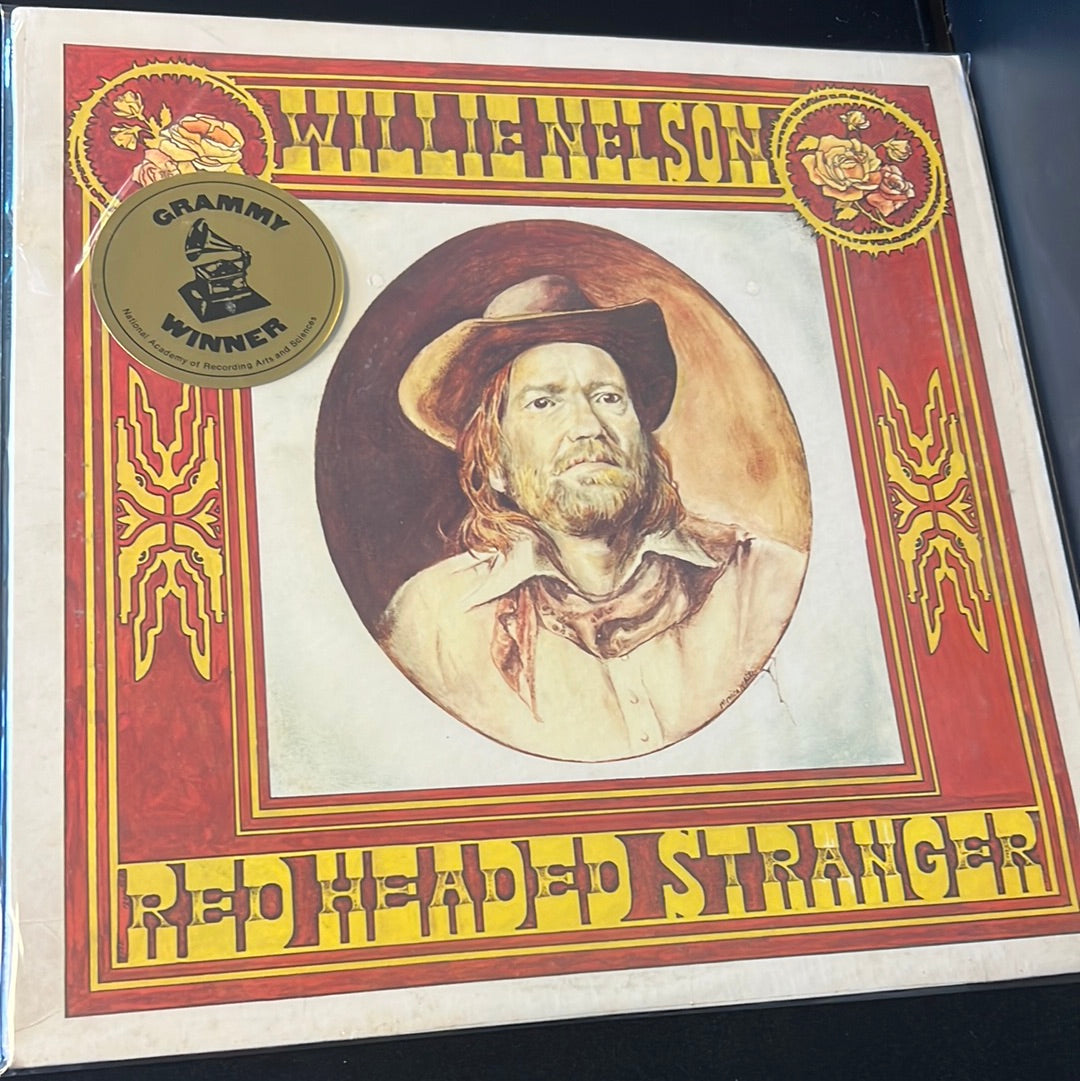 WILLIE NELSON
GRAMMY
WINNER
National Academy of Recording Arts and Sciences
RED HEADED STRANGER